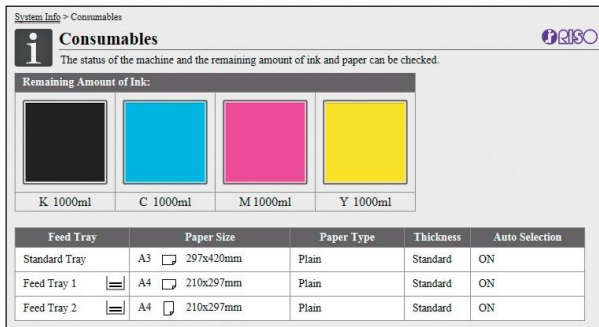 System Info > Consumables
i Consumables
RISO
The status of the machine and the remaining amount of ink and paper can be checked.
Remaining Amount of Ink:
K 1000ml C 1000ml M 1000ml Y 1000ml
Feed Tray Paper Size Paper Type Thickness Auto Selection
Standard Tray A3 297x420mm Plain Standard ON
Feed Tray 1 A4 210x297mm Plain Standard ON
Feed Tray 2 A4 210x297mm Plain Standard ON